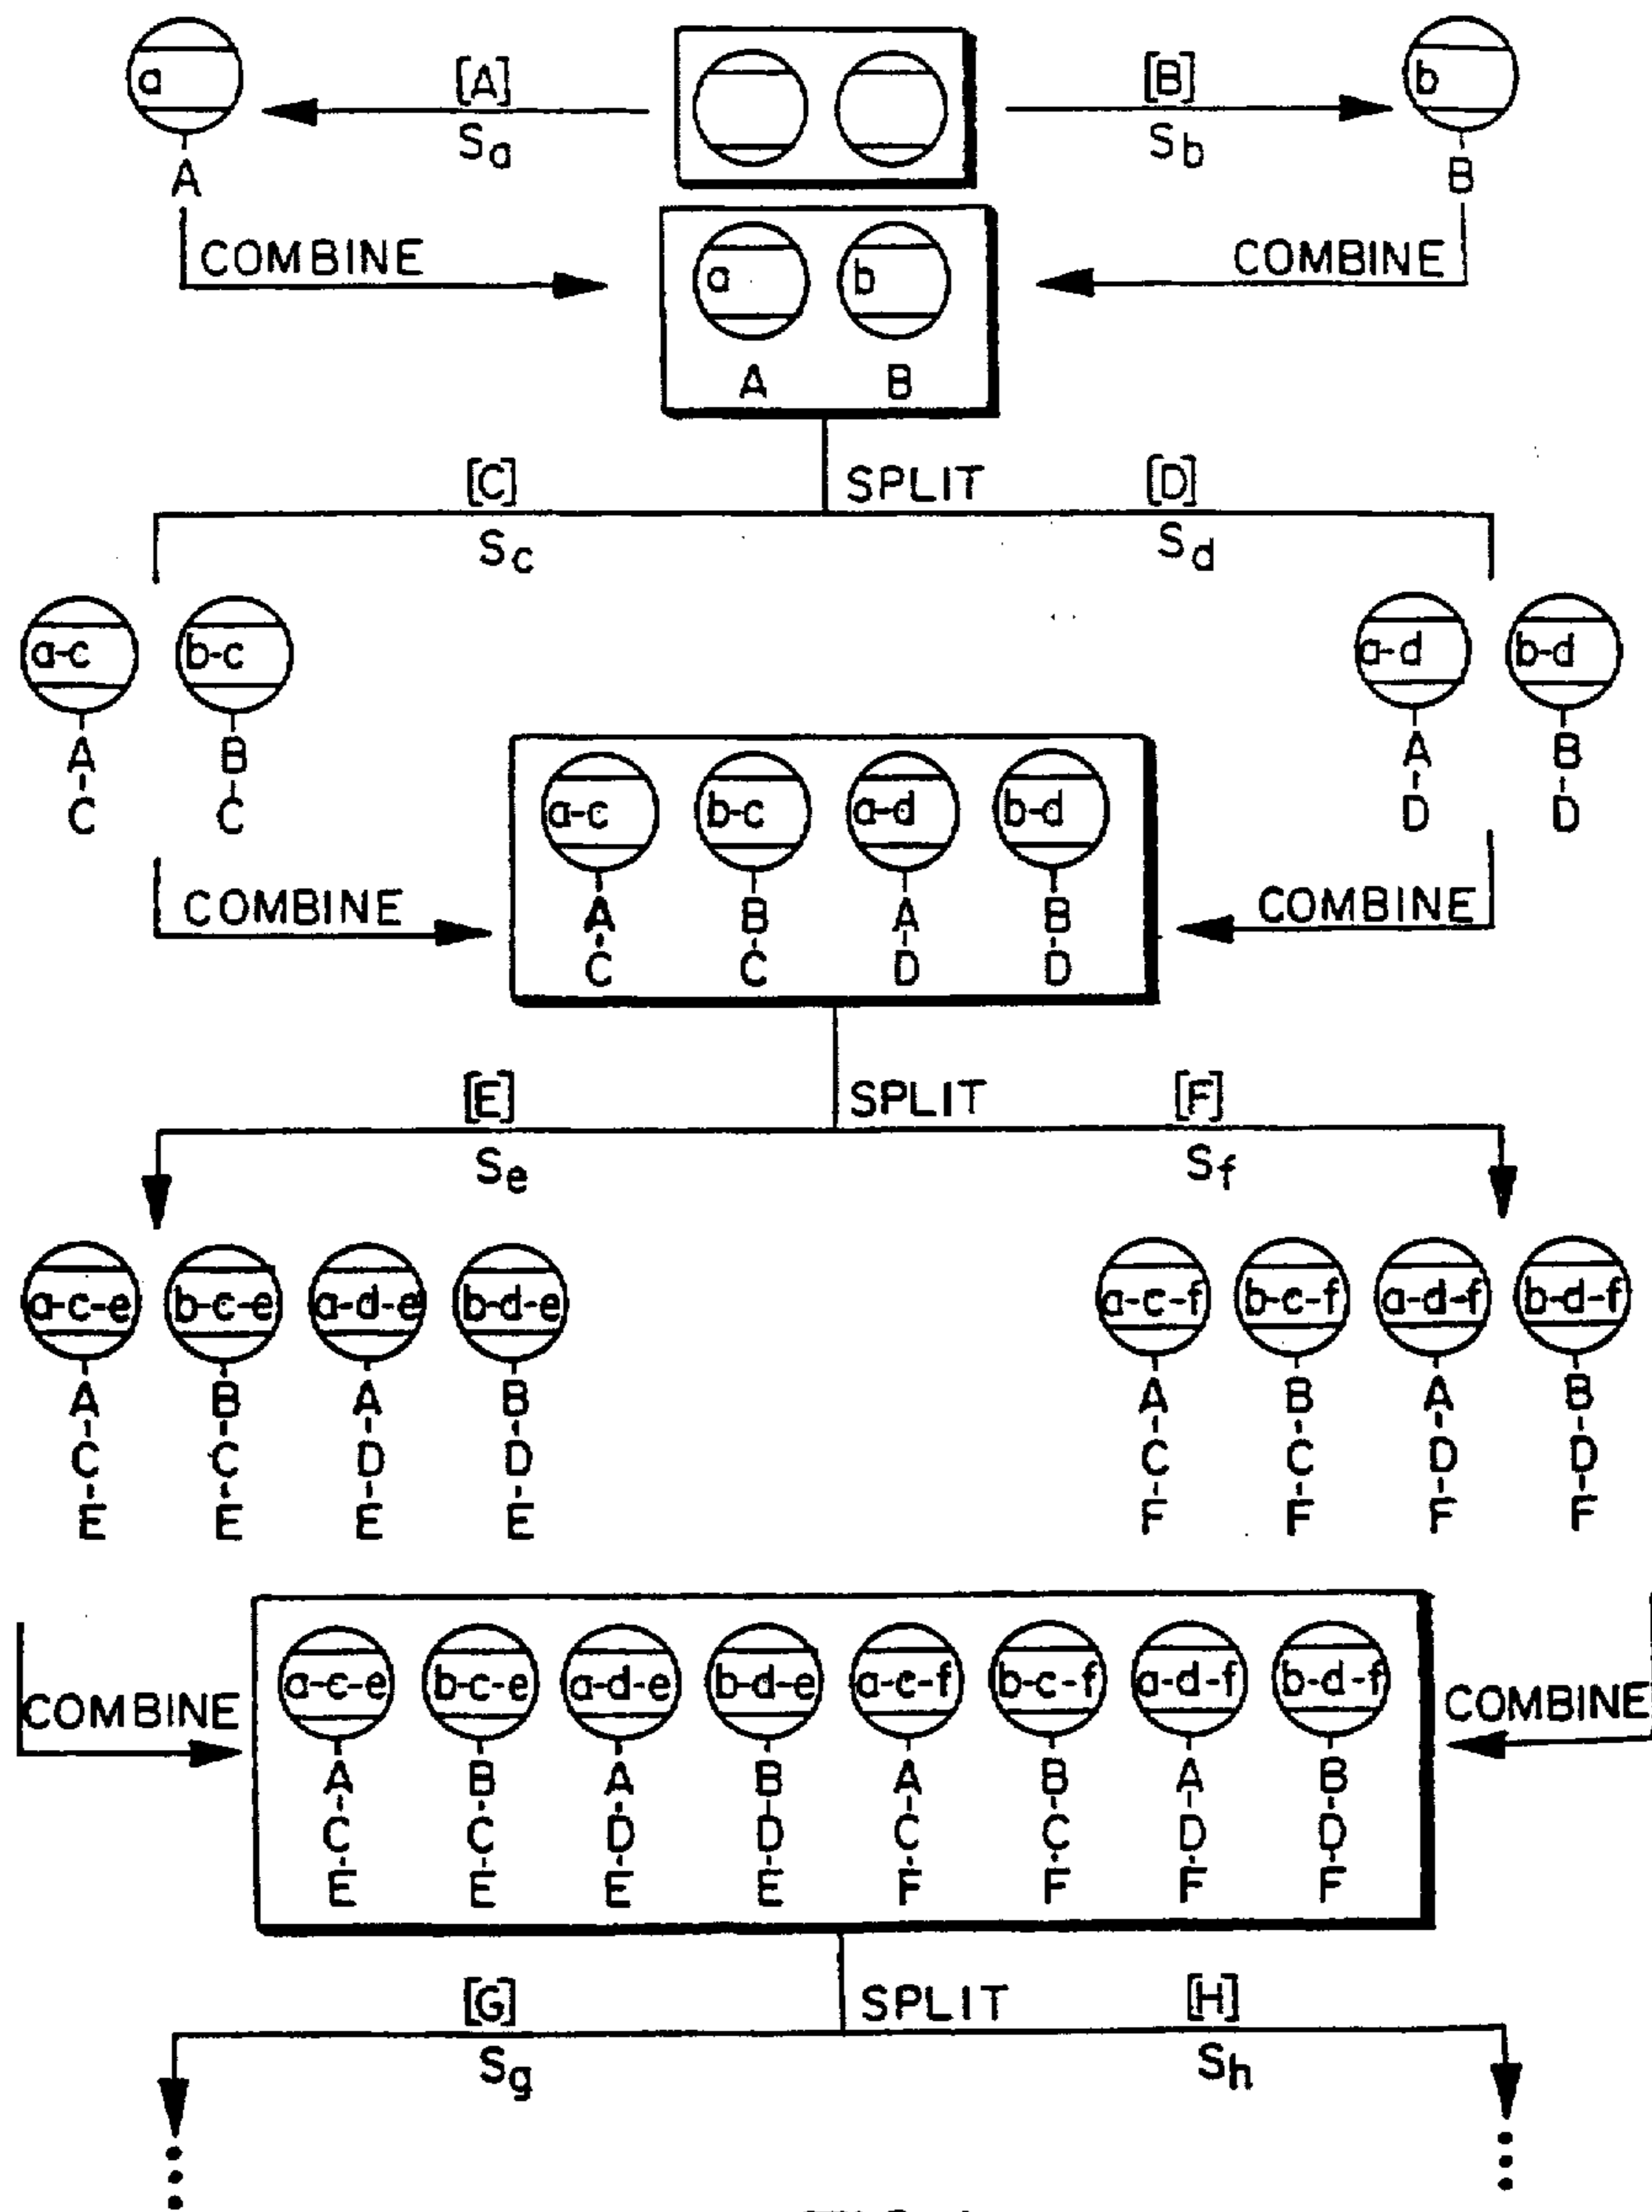 a [A] [B] b
Sa Sb
A B
COMBINE a b COMBINE
A B
[C] SPLIT [D]
Sc Sd
a-c b-c a-d b-d
A B A B
C C D D
a-c b-c a-d b-d
COMBINE A B A B COMBINE
C C D D
[E] SPLIT [F]
Se Sf
a-c-e b-c-e a-d-e b-d-e a-c-f b-c-f a-d-f b-d-f
A B A B A B A B
C C D D C C D D
E E E E F F F F
a-c-e b-c-e a-d-e b-d-e a-c-f b-c-f a-d-f b-d-f
COMBINE COMBINE
A B A B A B A B
C C D D C C D D
E E E E F F F F
[G] SPLIT [H]
Sg Sh